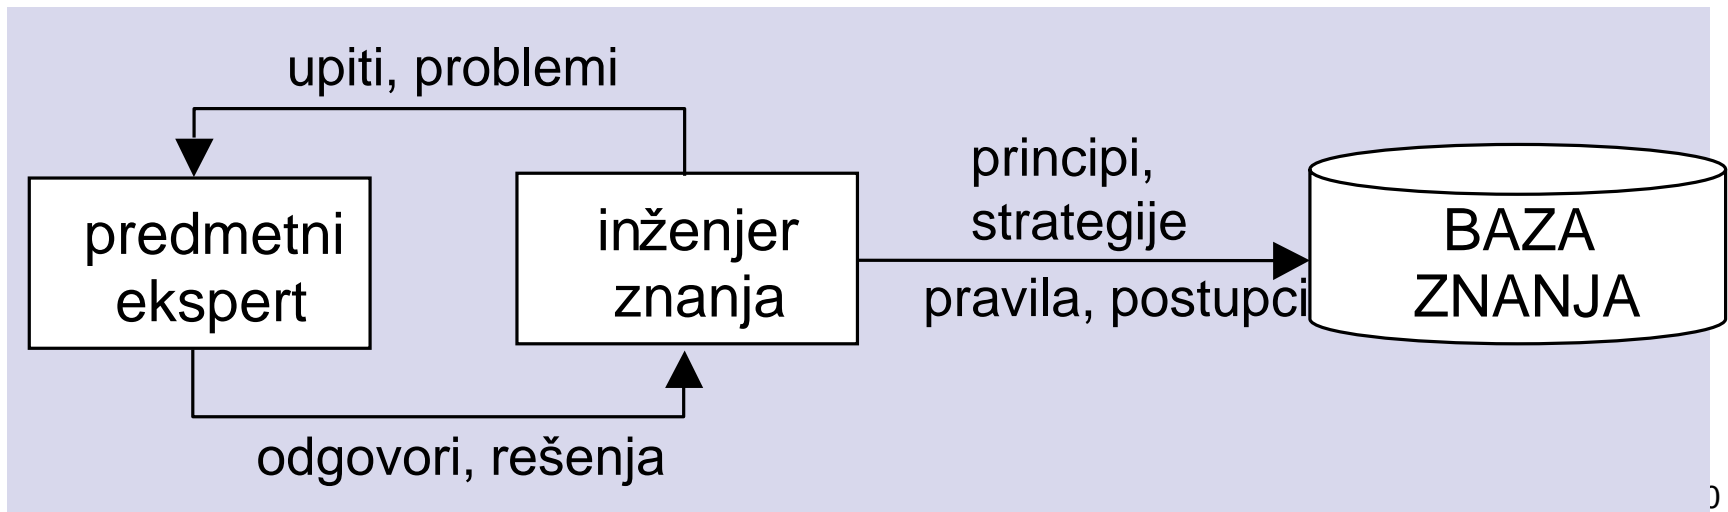 upiti, problemi
principi,
strategije
predmetni
ekspert
inženjer
znanja
BAZA
ZNANJA
pravila, postupci
odgovori, rešenja